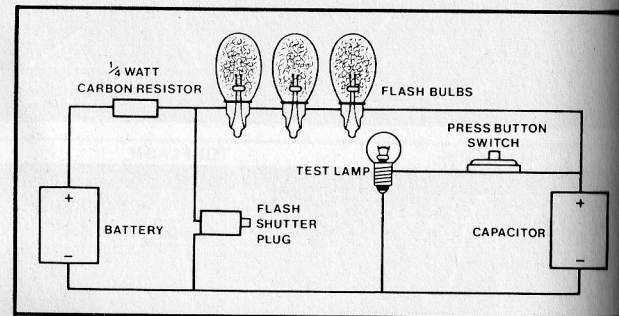 ¼ WATT
CARBON RESISTOR
FLASH BULBS
PRESS BUTTON
SWITCH
TEST LAMP
+
+
FLASH
SHUTTER
PLUG
BATTERY
CAPACITOR
−
−